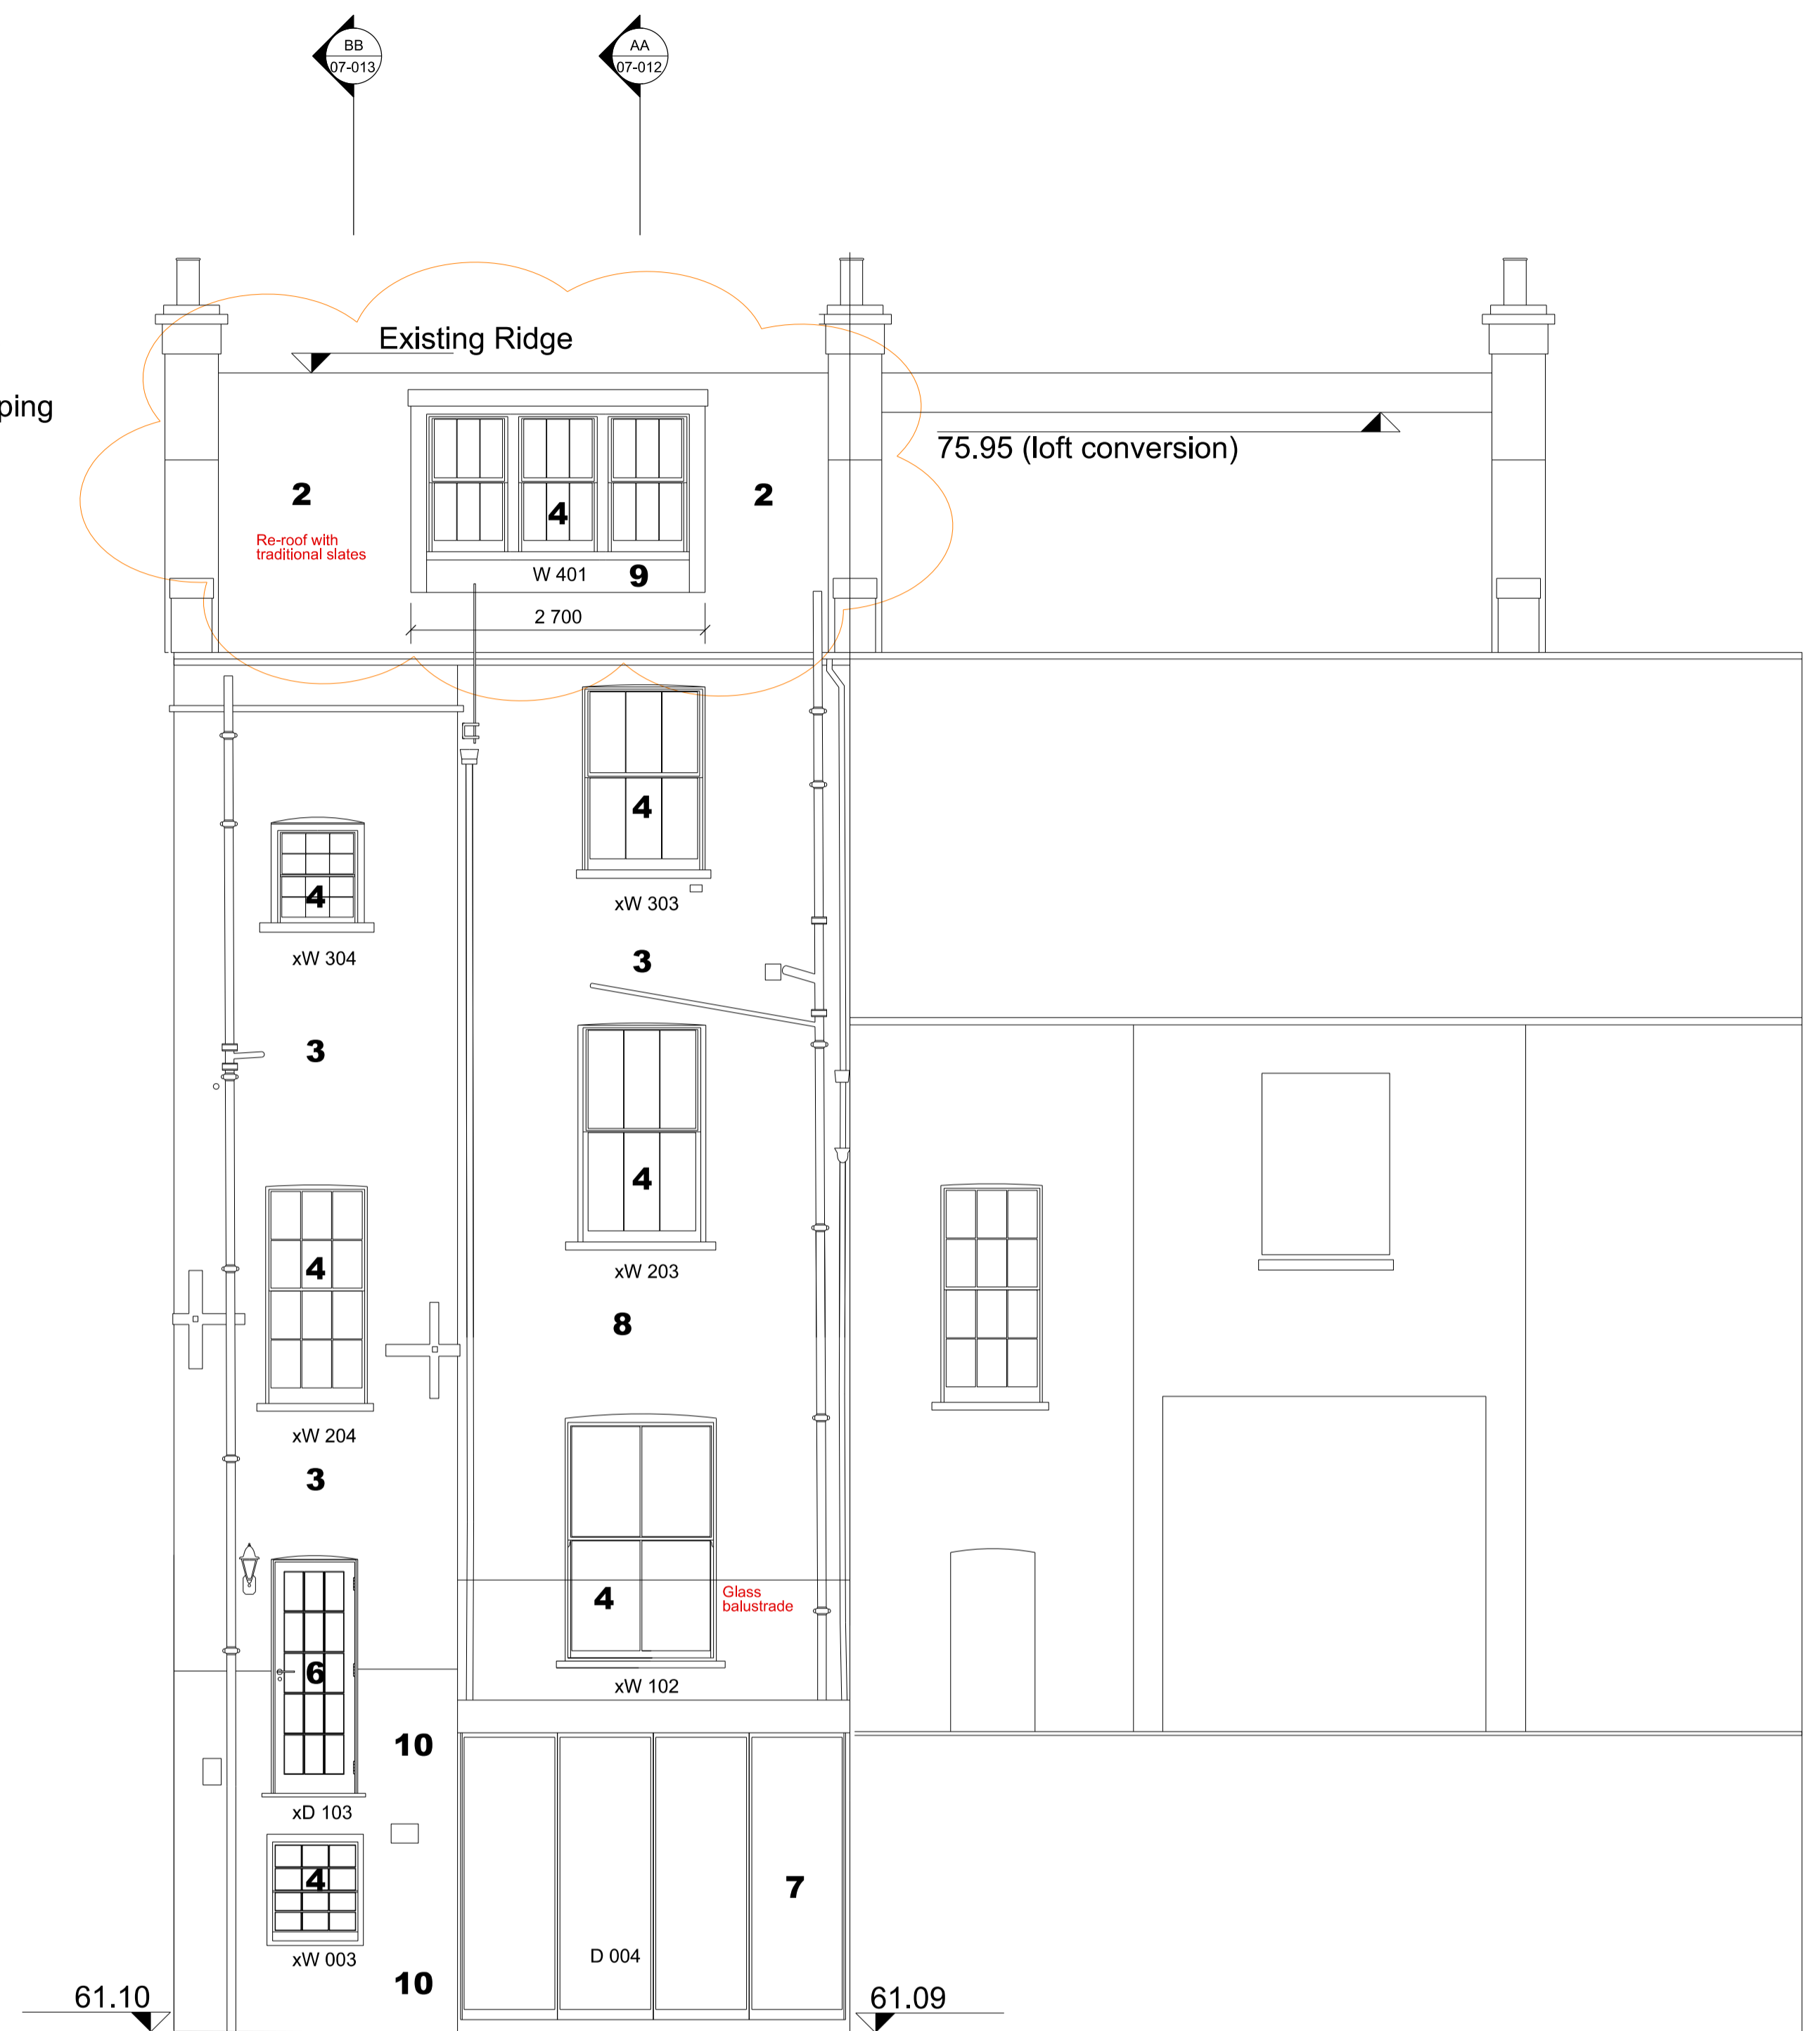 BB
07-013
AA
07-012
Existing Ridge
75.95 (loft conversion)
2
4
2
Re-roof with
traditional slates
W 401
9
2 700
4
xW 303
4
xW 304
3
3
4
xW 203
4
8
xW 204
3
4
Glass
balustrade
6
xW 102
10
xD 103
4
7
xW 003
D 004
10
61.10
61.09